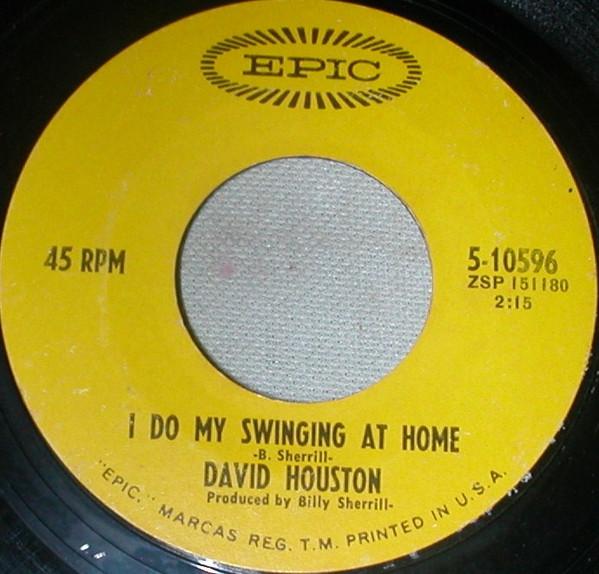 EPIC
45 RPM
5-10596
ZSP 151180
2:15
I DO MY SWINGING AT HOME
-B. Sherrill-
DAVID HOUSTON
Produced by Billy Sherrill-
"EPIC," MARCAS REG. T.M. PRINTED IN U.S.A.